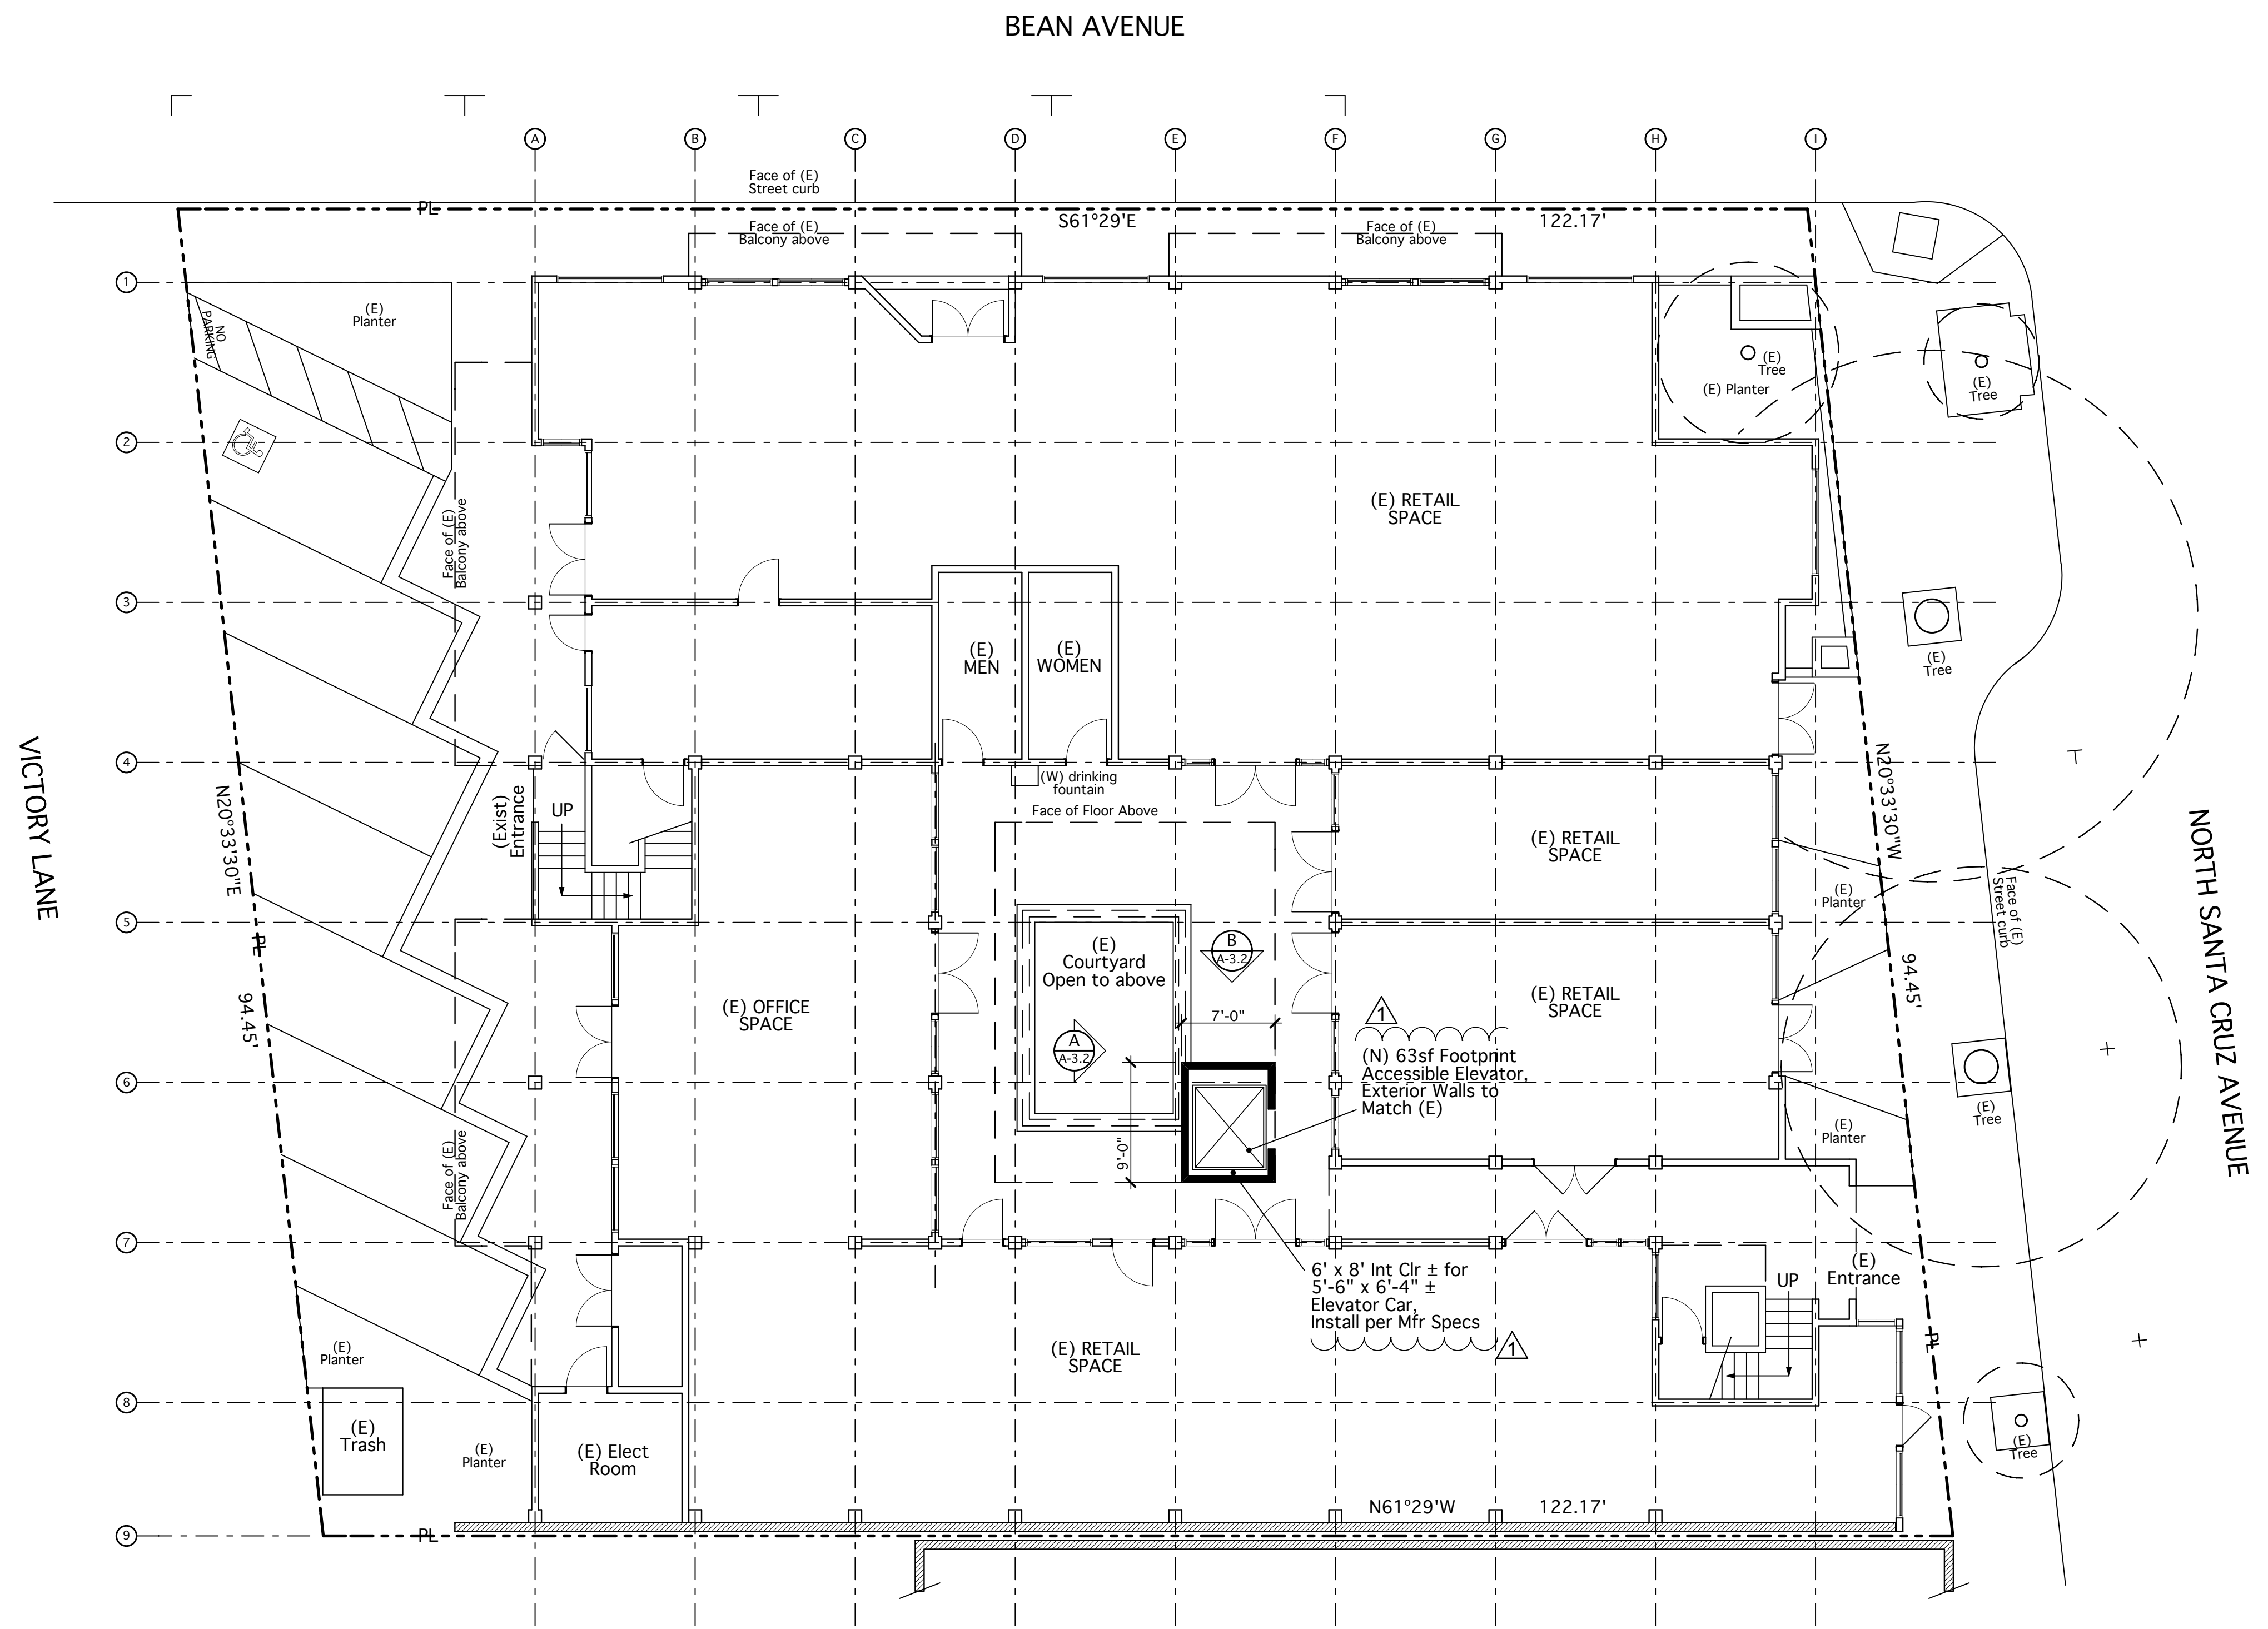 BEAN AVENUE
A
B
C
D
E
F
G
H
I
Face of (E)
Street curb
PL
S61°29'E
122.17'
Face of (E)
Balcony above
Face of (E)
Balcony above
1
NO
PARKING
(E)
Planter
(E)
Tree
(E) Planter
(E)
Tree
2
Face of (E)
Balcony above
(E) RETAIL
SPACE
3
(E)
MEN
(E)
WOMEN
(E)
Tree
4
VICTORY LANE
N20°33'30"E
(Exist)
Entrance
UP
(W) drinking
fountain
Face of Floor Above
(E) RETAIL
SPACE
N20°33'30"W
(E)
Planter
Face of (E)
Street curb
NORTH SANTA CRUZ AVENUE
5
PL
94.45'
(E) OFFICE
SPACE
(E)
Courtyard
Open to above
B
A-3.2
A
A-3.2
7'-0"
9'-0"
(E) RETAIL
SPACE
94.45'
1
(N) 63sf Footprint
Accessible Elevator,
Exterior Walls to
Match (E)
6
(E)
Planter
(E)
Tree
Face of (E)
Balcony above
7
6' x 8' Int Clr ± for
5'-6" x 6'-4" ±
Elevator Car,
Install per Mfr Specs
1
UP
(E)
Entrance
PL
(E)
Planter
(E) RETAIL
SPACE
8
(E)
Trash
(E)
Planter
(E) Elect
Room
(E)
Tree
N61°29'W
122.17'
9
PL